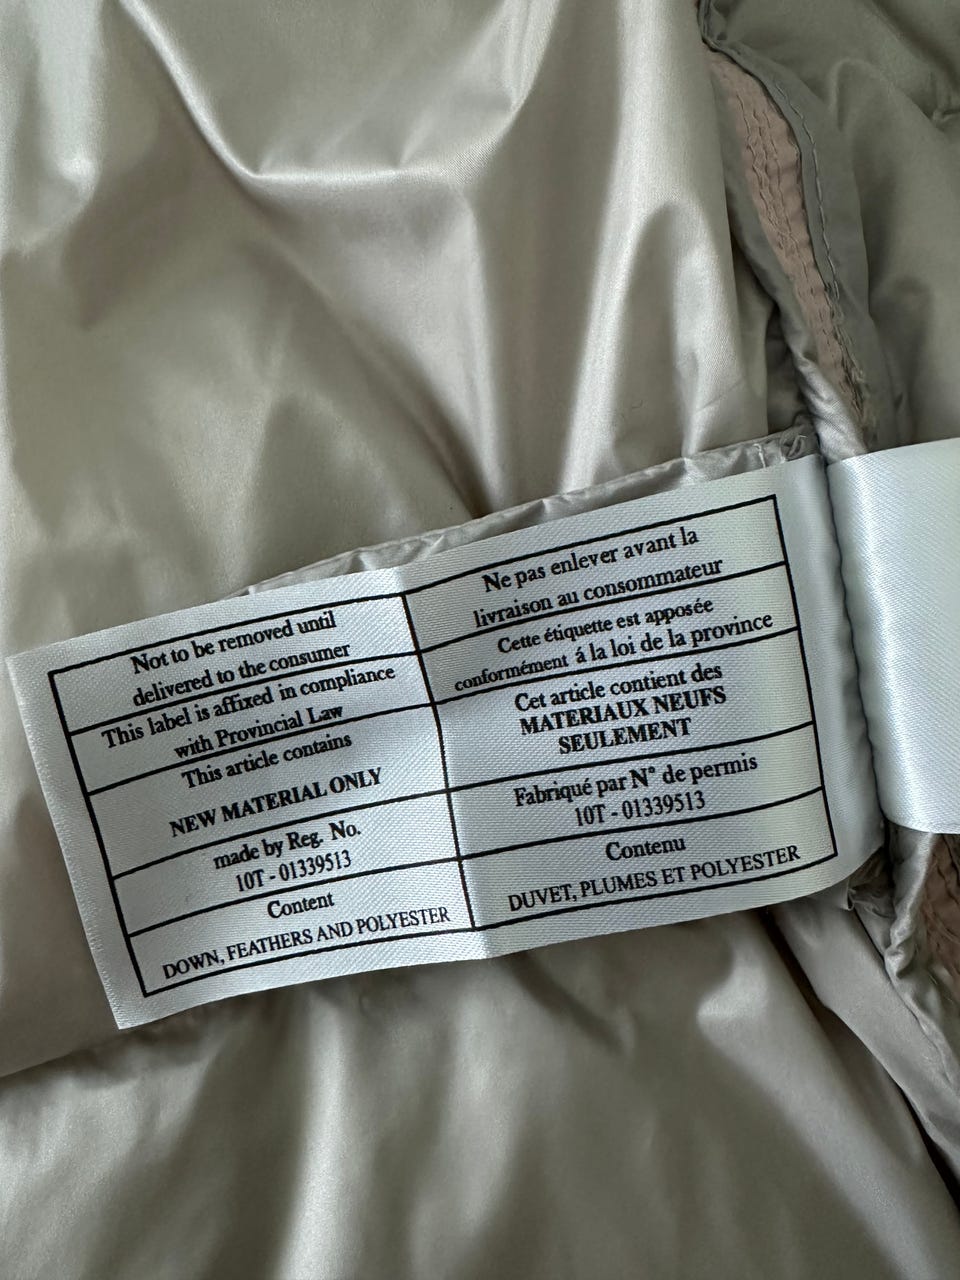 Not to be removed until
delivered to the consumer
This label is affixed in compliance
with Provincial Law
This article contains
NEW MATERIAL ONLY
made by Reg. No.
10T - 01339513
Content
DOWN, FEATHERS AND POLYESTER
Ne pas enlever avant la
livraison au consommateur
Cette étiquette est apposée
conformément á la loi de la province
Cet article contient des
MATERIAUX NEUFS
SEULEMENT
Fabriqué par N° de permis
10T - 01339513
Contenu
DUVET, PLUMES ET POLYESTER